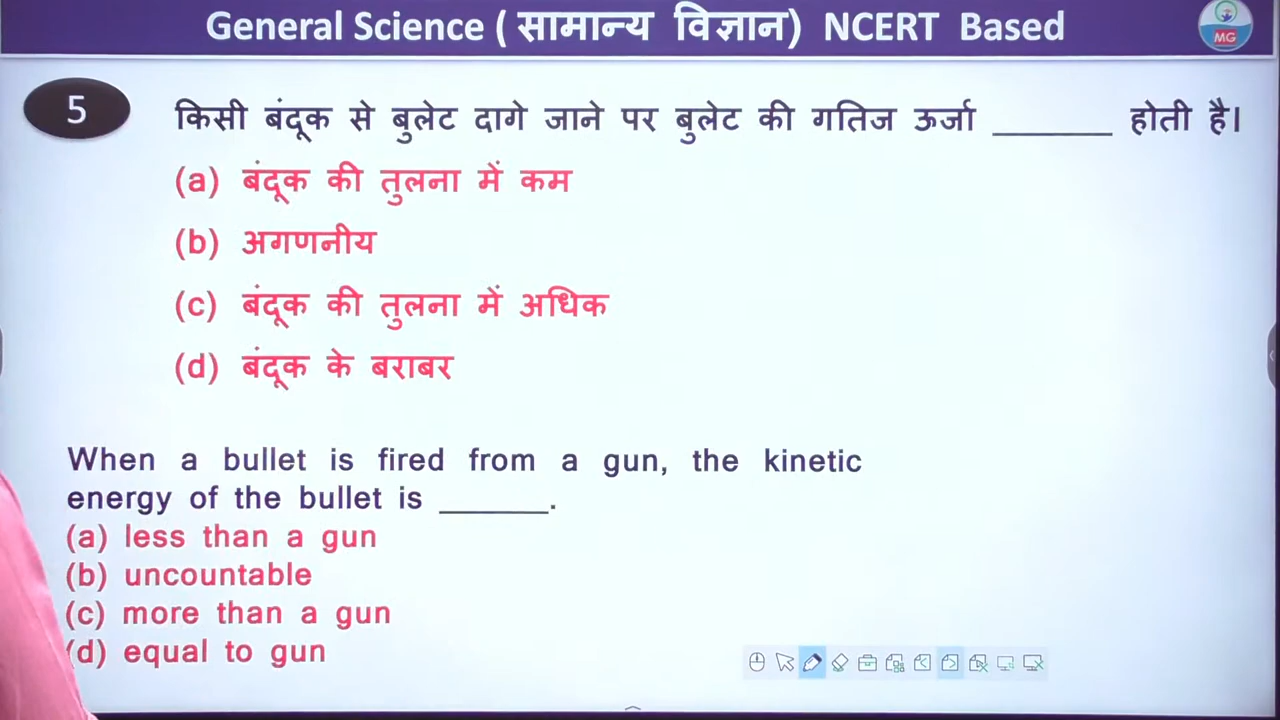 General Science ( सामान्य विज्ञान) NCERT Based
MG
5
किसी बंदूक से बुलेट दागे जाने पर बुलेट की गतिज ऊर्जा ________ होती है।
(a) बंदूक की तुलना में कम
(b) अगणनीय
(c) बंदूक की तुलना में अधिक
(d) बंदूक के बराबर
When a bullet is fired from a gun, the kinetic
energy of the bullet is _______.
(a) less than a gun
(b) uncountable
(c) more than a gun
(d) equal to gun